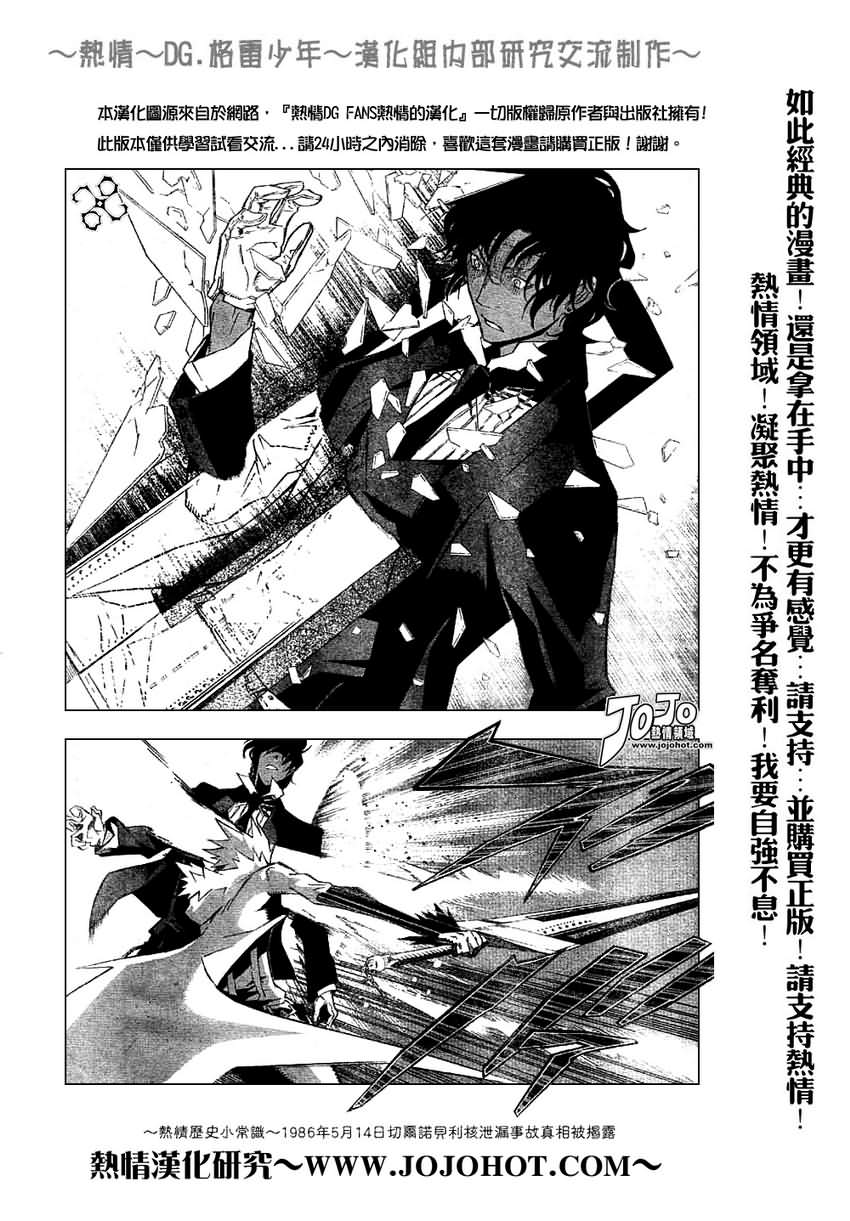 ～熱情～DG.格雷少年～漢化組内部研究交流制作～
本漢化圖源來自於網路，『熱情DG FANS熱情的漢化』一切版權歸原作者與出版社擁有!
此版本僅供學習試看交流...請24小時之內消除，喜歡這套漫畫請購買正版！謝謝。
如此經典的漫畫！還是拿在手中…才更有感覺…請支持…並購買正版！請支持熱情！
熱情領域！凝聚熱情！不為爭名奪利！我要自強不息！
JOJO
熱情領域
www.jojohot.com
～熱情歷史小常識～1986年5月14日切爾諾貝利核泄漏事故真相被揭露
熱情漢化研究～WWW.JOJOHOT.COM～